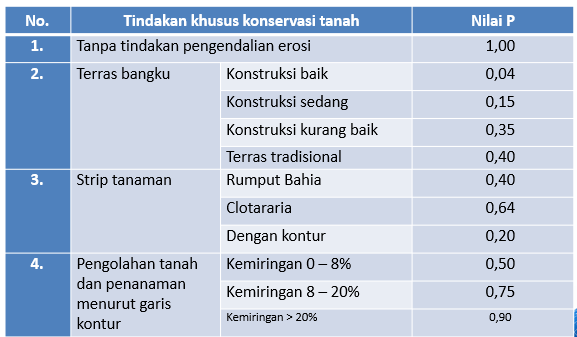 No. Tindakan khusus konservasi tanah Nilai P
1. Tanpa tindakan pengendalian erosi 1,00
2. Terras bangku Konstruksi baik 0,04
Konstruksi sedang 0,15
Konstruksi kurang baik 0,35
Terras tradisional 0,40
3. Strip tanaman Rumput Bahia 0,40
Clotararia 0,64
Dengan kontur 0,20
4. Pengolahan tanah Kemiringan 0 – 8% 0,50
dan penanaman Kemiringan 8 – 20% 0,75
menurut garis
kontur Kemiringan > 20% 0,90